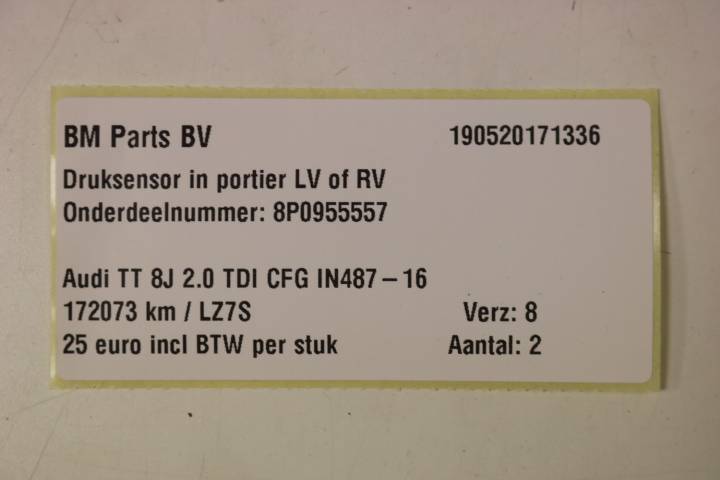 BM Parts BV 190520171336
Druksensor in portier LV of RV
Onderdeelnummer: 8P0955557
Audi TT 8J 2.0 TDI CFG IN487-16
172073 km / LZ7S Verz: 8
25 euro incl BTW per stuk Aantal: 2